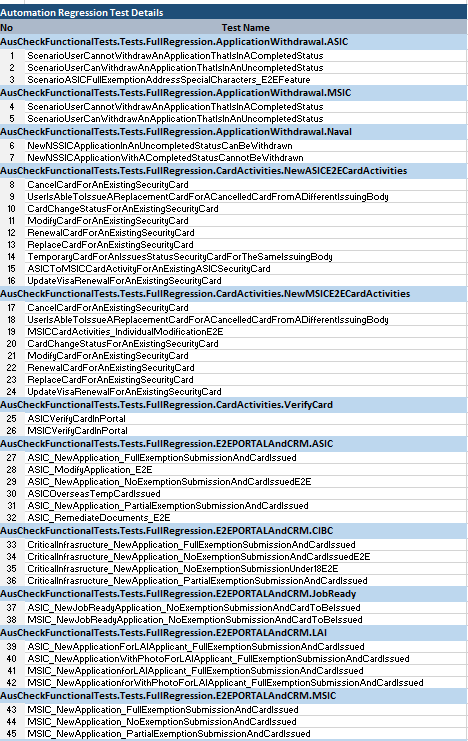 Automation Regression Test Details
No Test Name
AusCheckFunctionalTests.Tests.FullRegression.ApplicationWithdrawal.ASIC
1 ScenarioUserCannotWithdrawAnApplicationThatIsInACompletedStatus
2 ScenarioUserCanWithdrawAnApplicationThatIsInAnUncompletedStatus
3 ScenarioASICFullExemptionAddressSpecialCharacters_E2EFeature
AusCheckFunctionalTests.Tests.FullRegression.ApplicationWithdrawal.MSIC
4 ScenarioUserCannotWithdrawAnApplicationThatIsInACompletedStatus
5 ScenarioUserCanWithdrawAnApplicationThatIsInAnUncompletedStatus
AusCheckFunctionalTests.Tests.FullRegression.ApplicationWithdrawal.Naval
6 NewNSSICApplicationInAnUncompletedStatusCanBeWithdrawn
7 NewNSSICApplicationWithACompletedStatusCannotBeWithdrawn
AusCheckFunctionalTests.Tests.FullRegression.CardActivities.NewASICE2ECardActivities
8 CancelCardForAnExistingSecurityCard
9 UserIsAbleToIssueAReplacementCardForACancelledCardFromADifferentIssuingBody
10 CardChangeStatusForAnExistingSecurityCard
11 ModifyCardForAnExistingSecurityCard
12 RenewalCardForAnExistingSecurityCard
13 ReplaceCardForAnExistingSecurityCard
14 TemporaryCardForAnIssuesStatusSecurityCardForTheSameIssuingBody
15 ASICToMSICCardActivityForAnExistingASICSecurityCard
16 UpdateVisaRenewalForAnExistingSecurityCard
AusCheckFunctionalTests.Tests.FullRegression.CardActivities.NewMSICE2ECardActivities
17 CancelCardForAnExistingSecurityCard
18 UserIsAbleToIssueAReplacementCardForACancelledCardFromADifferentIssuingBody
19 MSICCardActivities_IndividualModificationE2E
20 CardChangeStatusForAnExistingSecurityCard
21 ModifyCardForAnExistingSecurityCard
22 RenewalCardForAnExistingSecurityCard
23 ReplaceCardForAnExistingSecurityCard
24 UpdateVisaRenewalForAnExistingSecurityCard
AusCheckFunctionalTests.Tests.FullRegression.CardActivities.VerifyCard
25 ASICVerifyCardInPortal
26 MSICVerifyCardInPortal
AusCheckFunctionalTests.Tests.FullRegression.E2EPORTALAndCRM.ASIC
27 ASIC_NewApplication_FullExemptionSubmissionAndCardIssued
28 ASIC_ModifyApplication_E2E
29 ASIC_NewApplication_NoExemptionSubmissionAndCardIssuedE2E
30 ASICOverseasTempCardIssued
31 ASIC_NewApplication_PartialExemptionSubmissionAndCardIssued
32 ASIC_RemediateDocuments_E2E
AusCheckFunctionalTests.Tests.FullRegression.E2EPORTALAndCRM.CIBC
33 CriticalInfrasructure_NewApplication_FullExemptionSubmissionAndCardIssued
34 CriticalInfrasructure_NewApplication_NoExemptionSubmissionAndCardIssuedE2E
35 CriticalInfrasructure_NewApplication_NoExemptionSubmissionUnder18E2E
36 CriticalInfrasructure_NewApplication_PartialExemptionSubmissionAndCardIssued
AusCheckFunctionalTests.Tests.FullRegression.E2EPORTALAndCRM.JobReady
37 ASIC_NewJobReadyApplication_NoExemptionSubmissionAndCardToBeIssued
38 MSIC_NewJobReadyApplication_NoExemptionSubmissionAndCardToBeIssued
AusCheckFunctionalTests.Tests.FullRegression.E2EPORTALAndCRM.LAI
39 ASIC_NewApplicationForLAIApplicant_FullExemptionSubmissionAndCardIssued
40 ASIC_NewApplicationWithPhotoForLAIApplicant_FullExemptionSubmissionAndCardIssued
41 MSIC_NewApplicationforLAIApplicant_FullExemptionSubmissionAndCardIssued
42 MSIC_NewApplicationforWithPhotoForLAIApplicant_FullExemptionSubmissionAndCardIssued
AusCheckFunctionalTests.Tests.FullRegression.E2EPORTALAndCRM.MSIC
43 MSIC_NewApplication_FullExemptionSubmissionAndCardIssued
44 MSIC_NewApplication_NoExemptionSubmissionAndCardIssued
45 MSIC_NewApplication_PartialExemptionSubmissionAndCardIssued